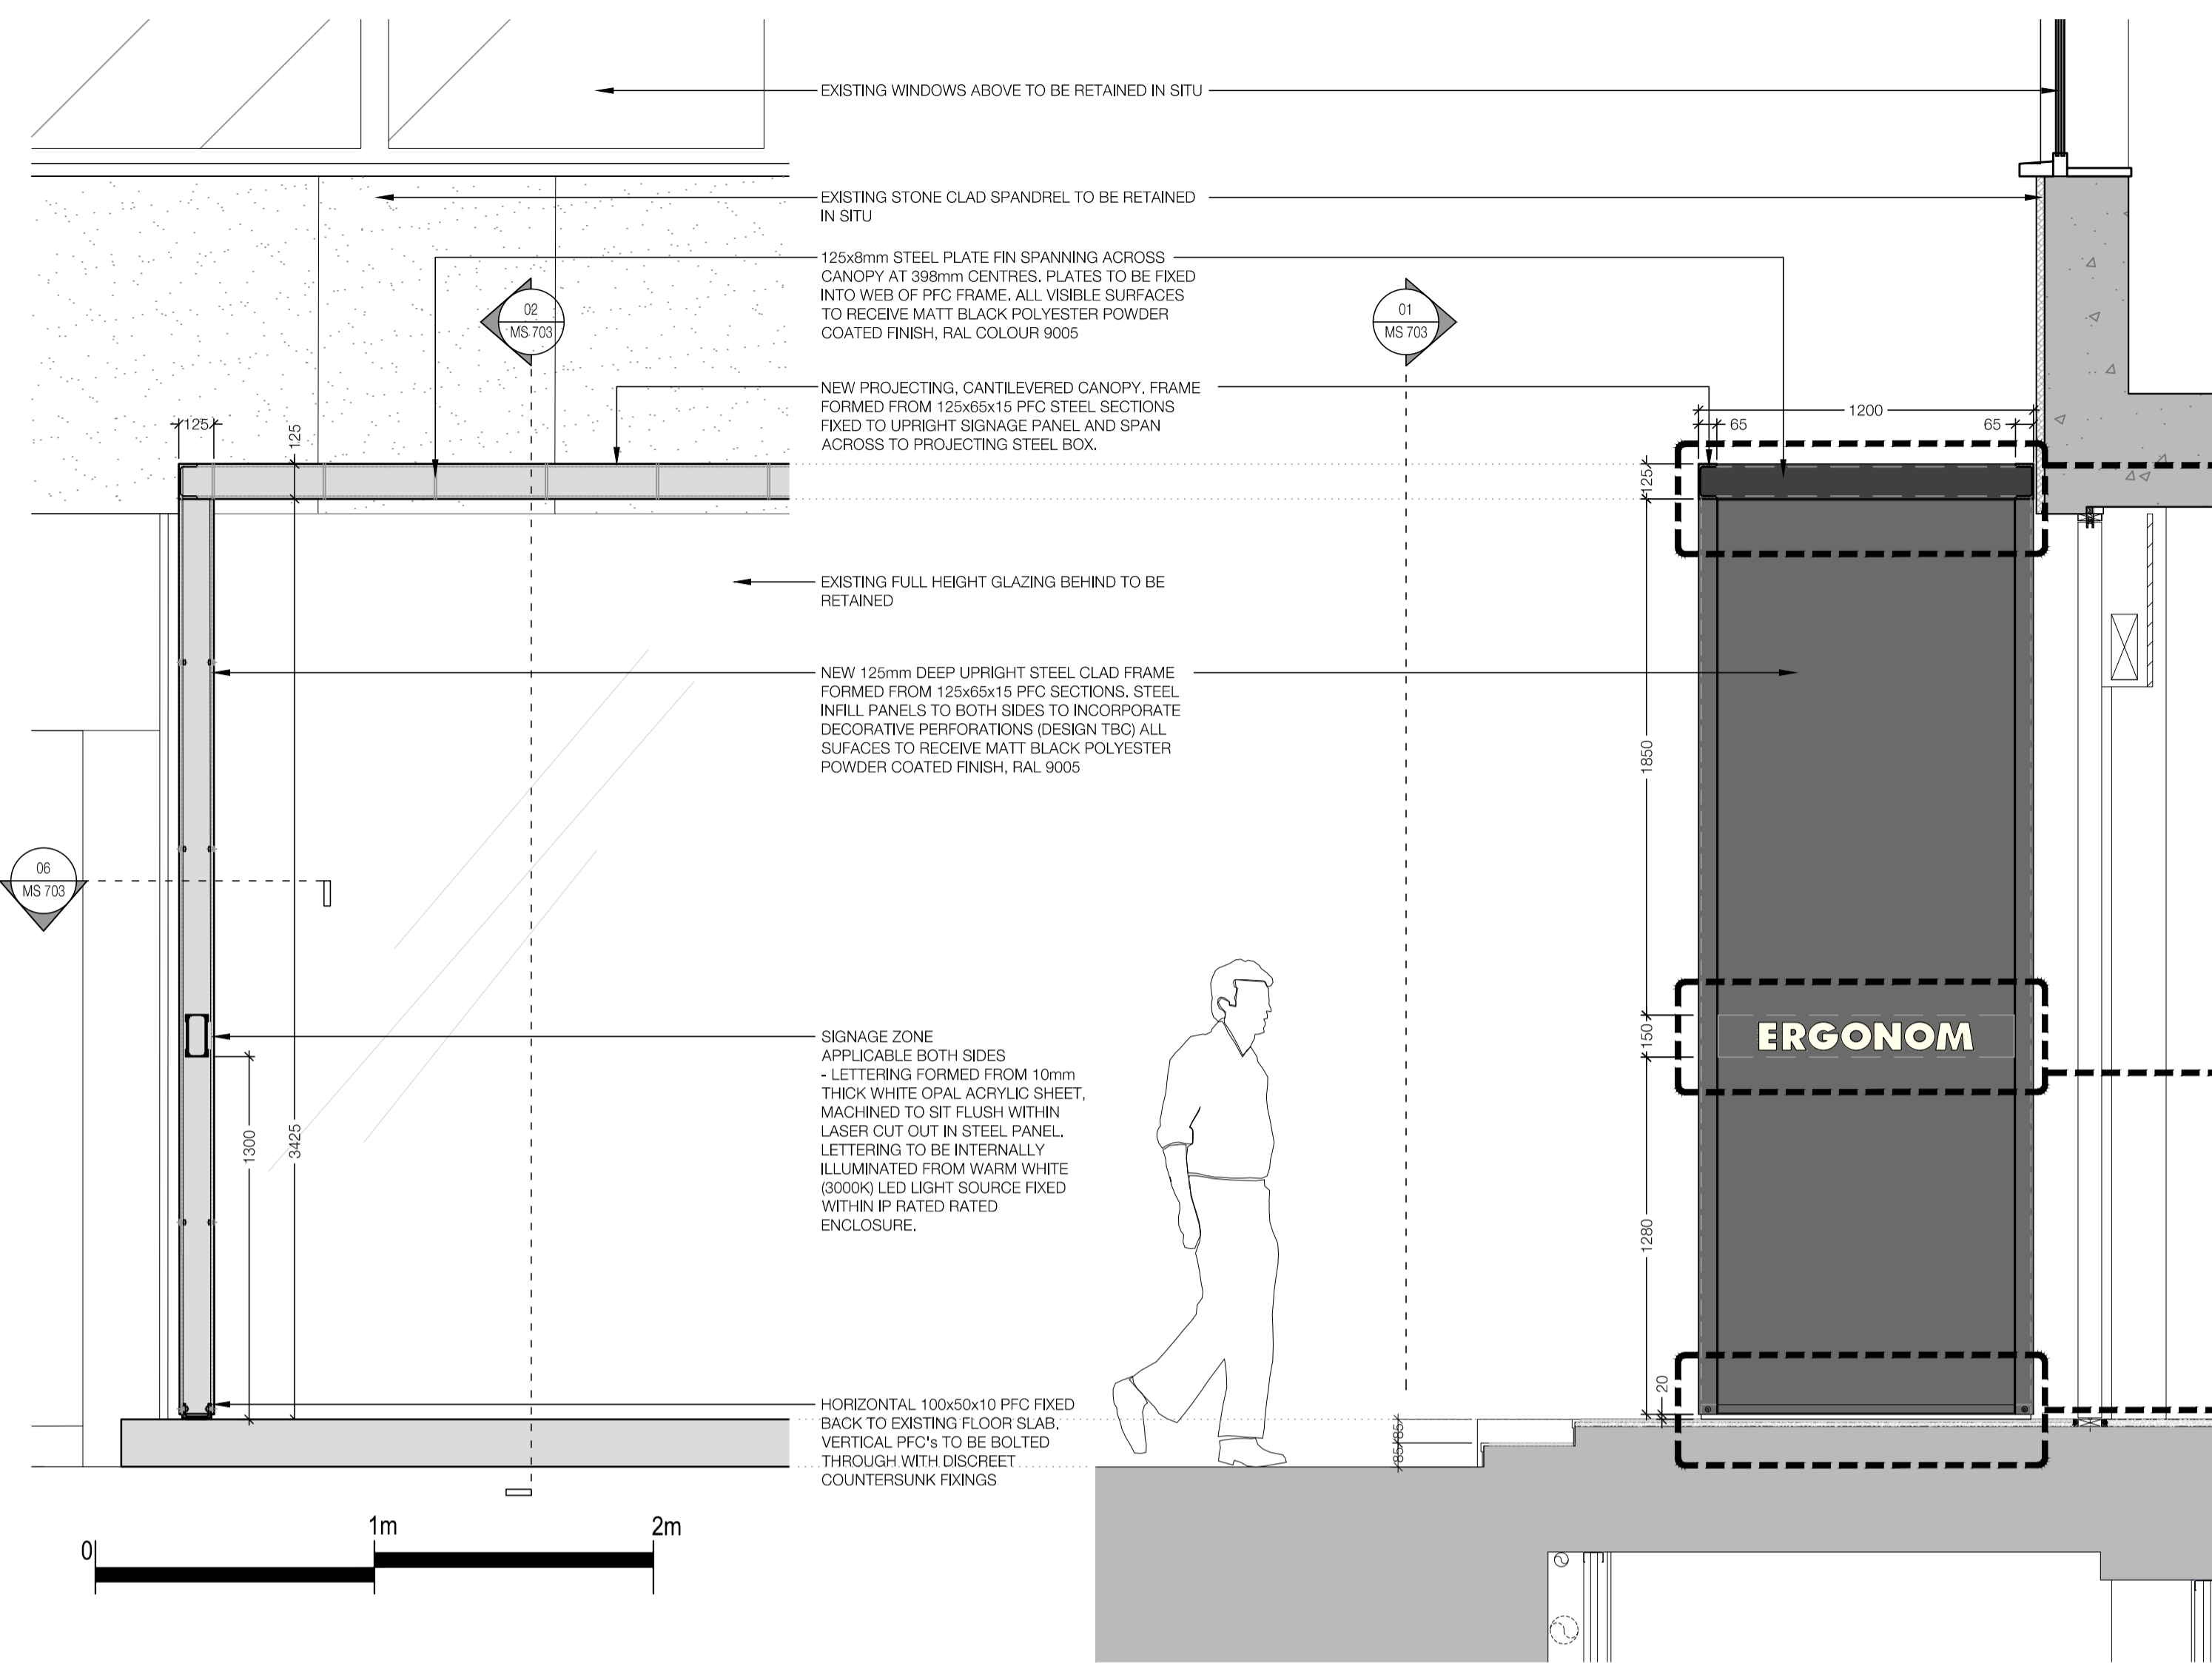 EXISTING WINDOWS ABOVE TO BE RETAINED IN SITU
EXISTING STONE CLAD SPANDREL TO BE RETAINED
IN SITU
125x8mm STEEL PLATE FIN SPANNING ACROSS
CANOPY AT 398mm CENTRES. PLATES TO BE FIXED
INTO WEB OF PFC FRAME. ALL VISIBLE SURFACES
TO RECEIVE MATT BLACK POLYESTER POWDER
COATED FINISH, RAL COLOUR 9005
02
MS 703
01
MS 703
NEW PROJECTING, CANTILEVERED CANOPY. FRAME
FORMED FROM 125x65x15 PFC STEEL SECTIONS
FIXED TO UPRIGHT SIGNAGE PANEL AND SPAN
ACROSS TO PROJECTING STEEL BOX.
125
125
1200
65
65
125
EXISTING FULL HEIGHT GLAZING BEHIND TO BE
RETAINED
NEW 125mm DEEP UPRIGHT STEEL CLAD FRAME
FORMED FROM 125x65x15 PFC SECTIONS. STEEL
INFILL PANELS TO BOTH SIDES TO INCORPORATE
DECORATIVE PERFORATIONS (DESIGN TBC) ALL
SUFACES TO RECEIVE MATT BLACK POLYESTER
POWDER COATED FINISH, RAL 9005
1850
06
MS 703
SIGNAGE ZONE
APPLICABLE BOTH SIDES
- LETTERING FORMED FROM 10mm
THICK WHITE OPAL ACRYLIC SHEET,
MACHINED TO SIT FLUSH WITHIN
LASER CUT OUT IN STEEL PANEL.
LETTERING TO BE INTERNALLY
ILLUMINATED FROM WARM WHITE
(3000K) LED LIGHT SOURCE FIXED
WITHIN IP RATED RATED
ENCLOSURE.
150
ERGONOM
1300
3425
1280
20
HORIZONTAL 100x50x10 PFC FIXED
BACK TO EXISTING FLOOR SLAB.
VERTICAL PFC's TO BE BOLTED
THROUGH WITH DISCREET
COUNTERSUNK FIXINGS
85
85
0
1m
2m